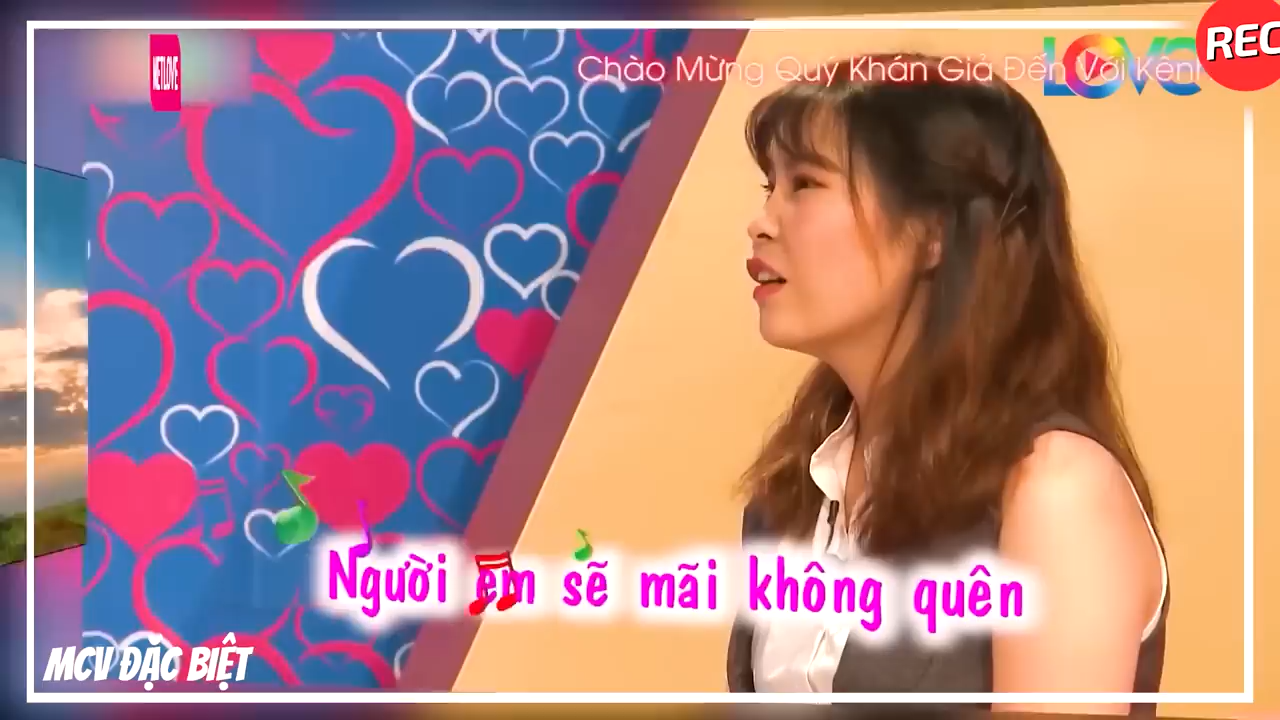 NETLOVE
Chào Mừng Quý Khán Giả Đến Với Kênh
LOVE
REC
Người em sẽ mãi không quên
MCV ĐẶC BIỆT